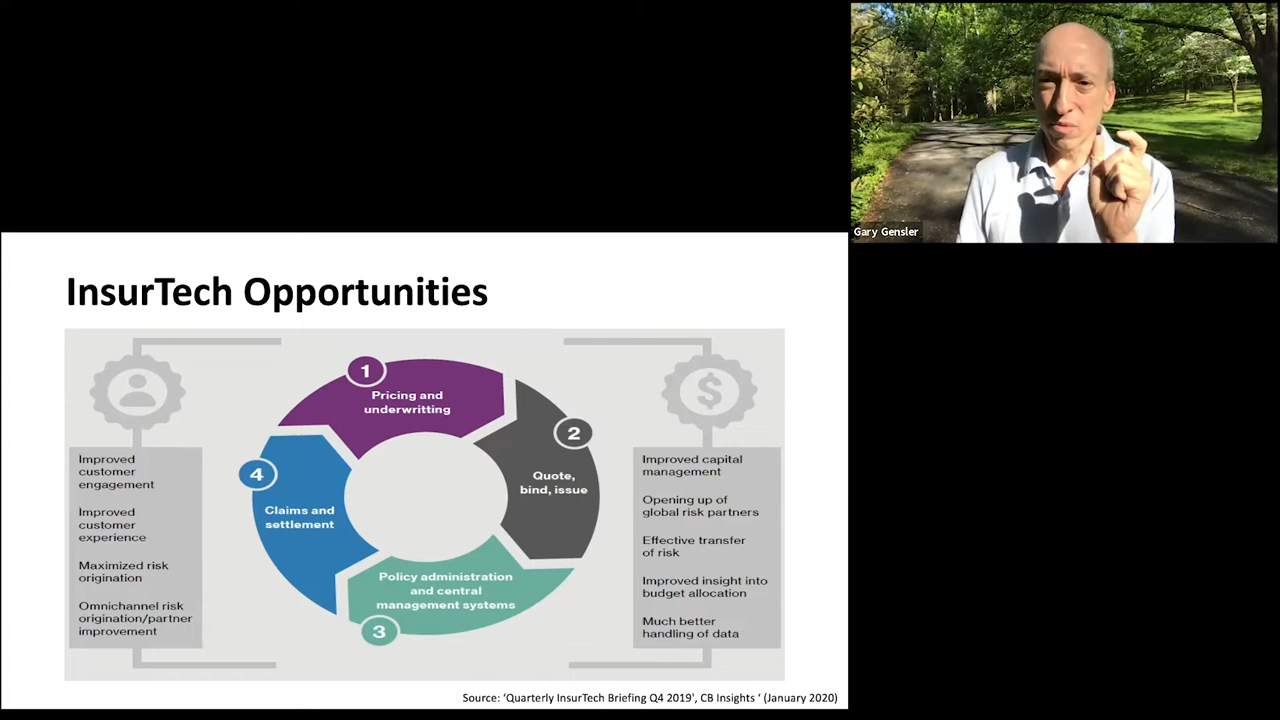 Gary Gensler
InsurTech Opportunities
1
Pricing and
underwritting
2
Quote,
bind, issue
3
Policy administration
and central
management systems
4
Claims and
settlement
Improved
customer
engagement
Improved
customer
experience
Maximized risk
origination
Omnichannel risk
origination/partner
improvement
$
Improved capital
management
Opening up of
global risk partners
Effective transfer
of risk
Improved insight into
budget allocation
Much better
handling of data
Source: ‘Quarterly InsurTech Briefing Q4 2019', CB Insights ‘ (January 2020)